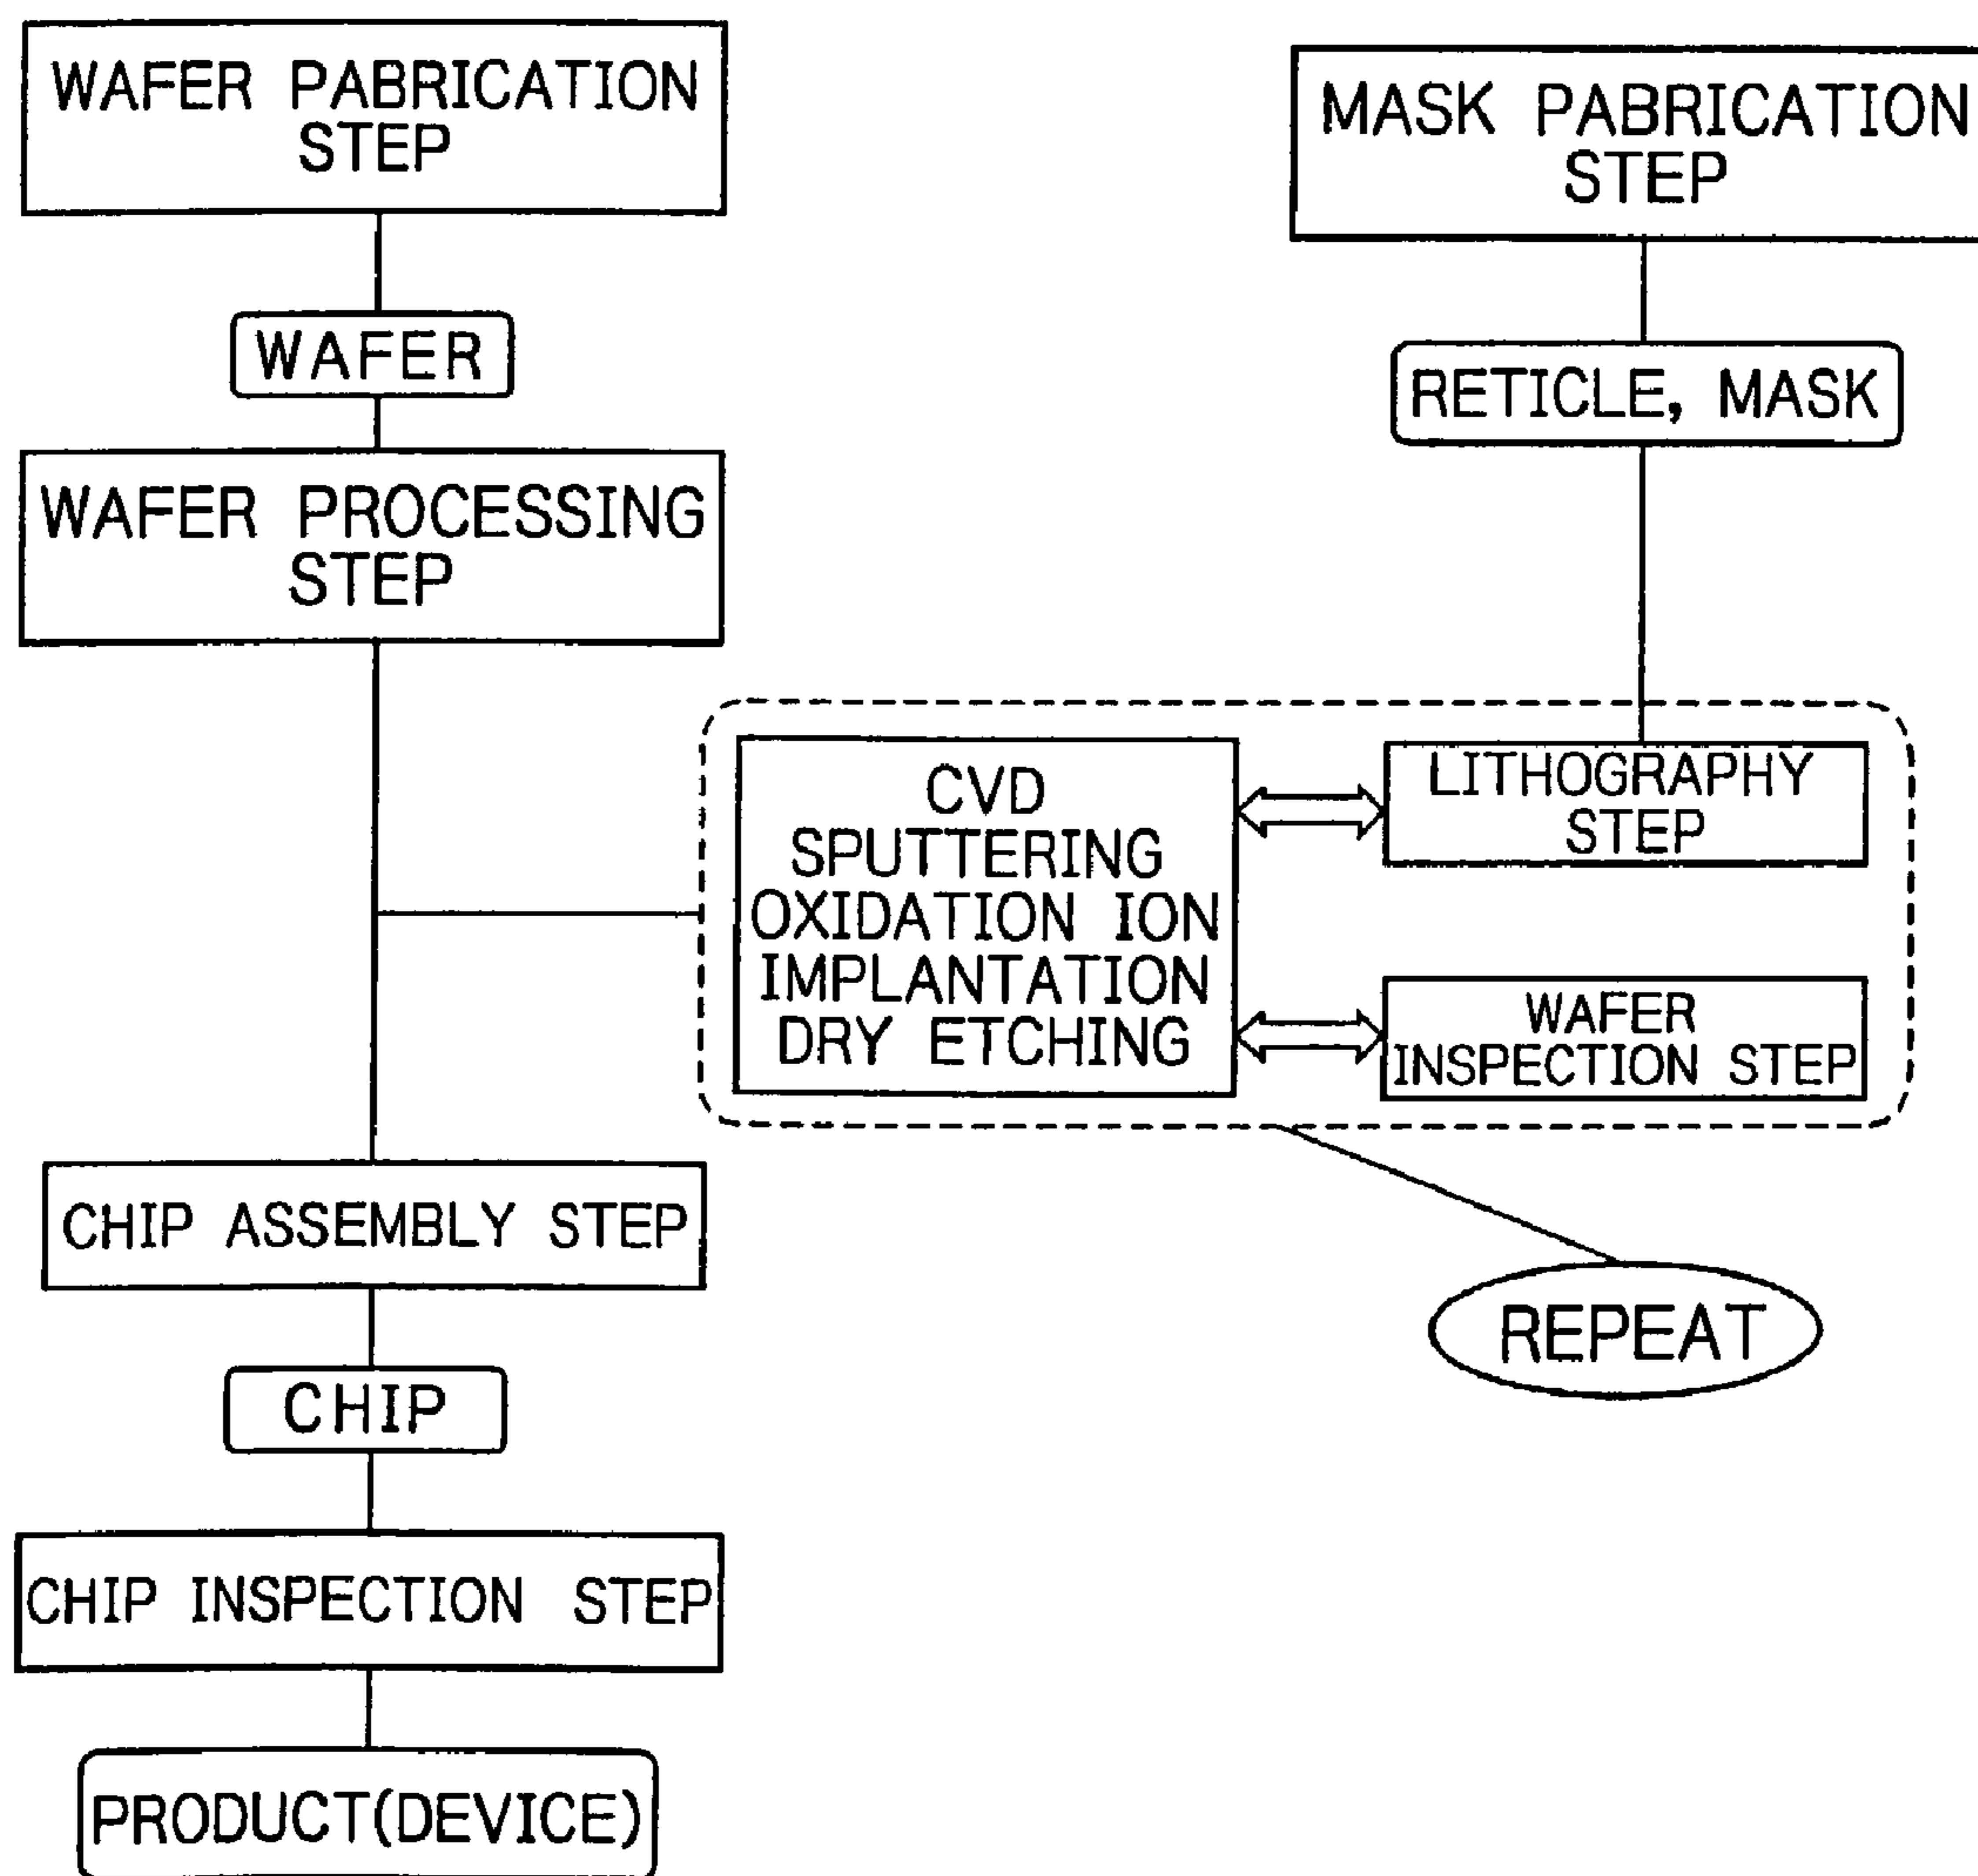 WAFER PABRICATION
STEP
MASK PABRICATION
STEP
WAFER
RETICLE, MASK
WAFER PROCESSING
STEP
CVD
SPUTTERING
OXIDATION ION
IMPLANTATION
DRY ETCHING
LITHOGRAPHY
STEP
WAFER
INSPECTION STEP
CHIP ASSEMBLY STEP
REPEAT
CHIP
CHIP INSPECTION STEP
PRODUCT(DEVICE)